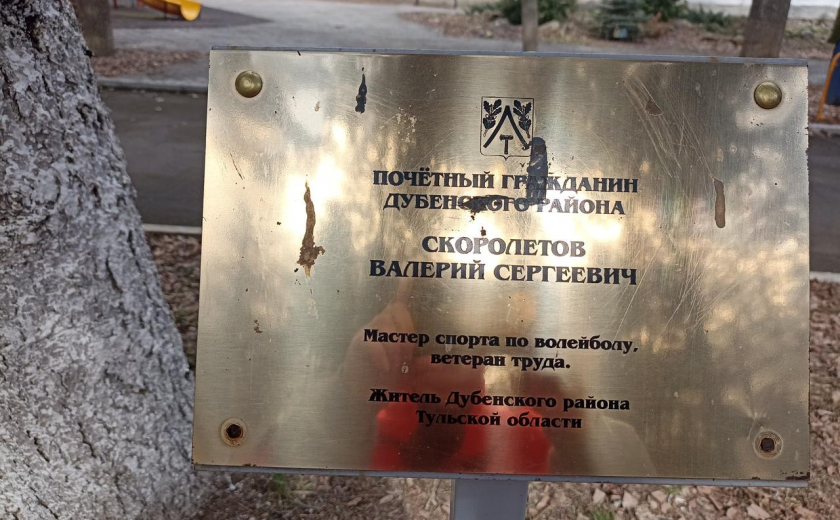 ПОЧЁТНЫЙ ГРАЖДАНИН
ДУБЕНСКОГО РАЙОНА
СКОРОЛЕТОВ
ВАЛЕРИЙ СЕРГЕЕВИЧ
Мастер спорта по волейболу,
ветеран труда.
Житель Дубенского района
Тульской области